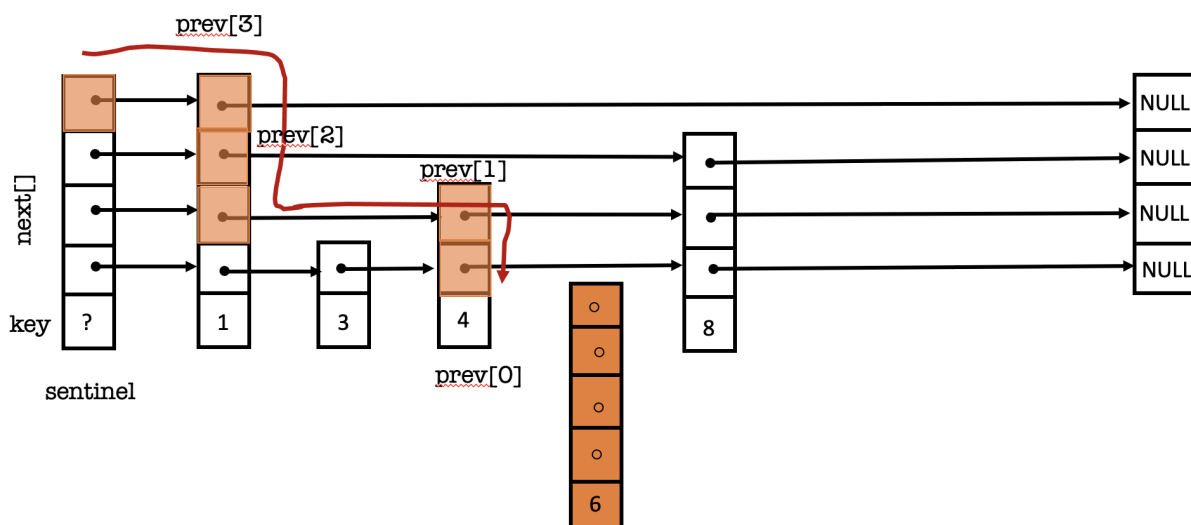 prev[3]
NULL
prev[2]
NULL
prev[1]
next[]
NULL
NULL
key
?
1
3
4
8
prev[0]
sentinel
6